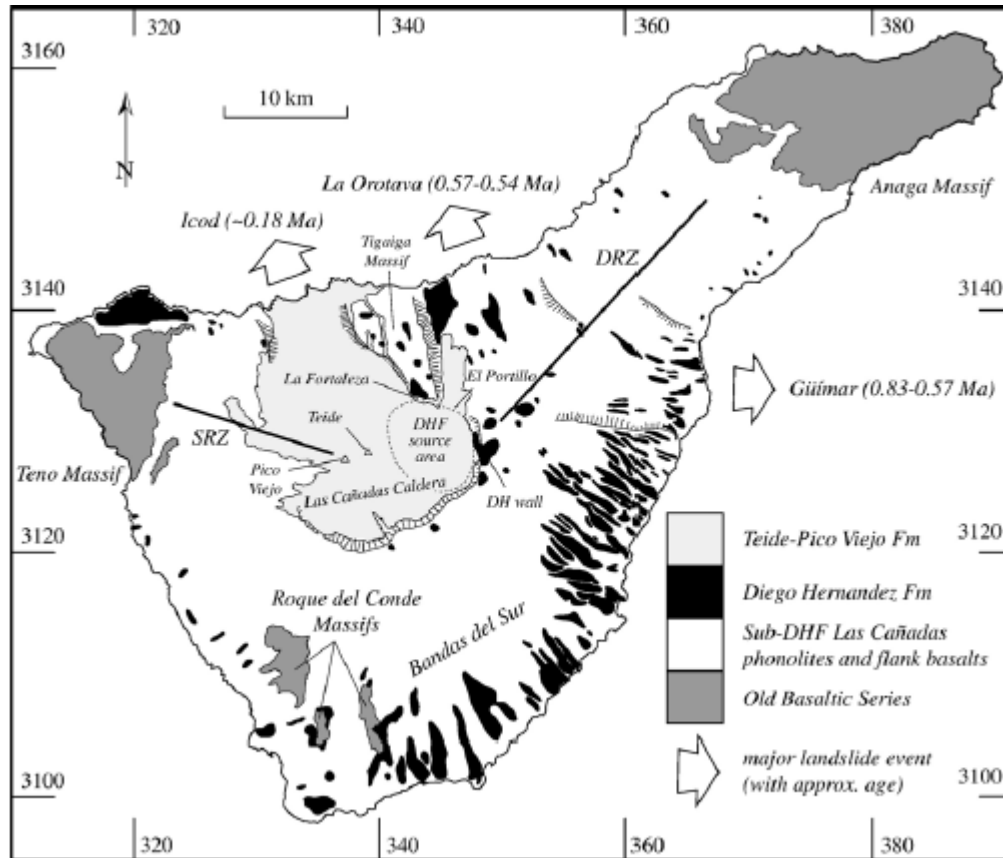 320
340
360
380
3160
10 km
N
La Orotava (0.57-0.54 Ma)
Icod (~0.18 Ma)
Tigaiga
Massif
Anaga Massif
DRZ
3140
3140
La Fortaleza
El Portillo
Güímar (0.83-0.57 Ma)
Teide
DHF
source
area
SRZ
Teno Massif
Pico
Viejo
Las Cañadas Caldera
DH wall
3120
3120
Teide-Pico Viejo Fm
Diego Hernandez Fm
Roque del Conde
Massifs
Bandas del Sur
Sub-DHF Las Cañadas
phonolites and flank basalts
Old Basaltic Series
major landslide event
(with approx. age)
3100
3100
320
340
360
380